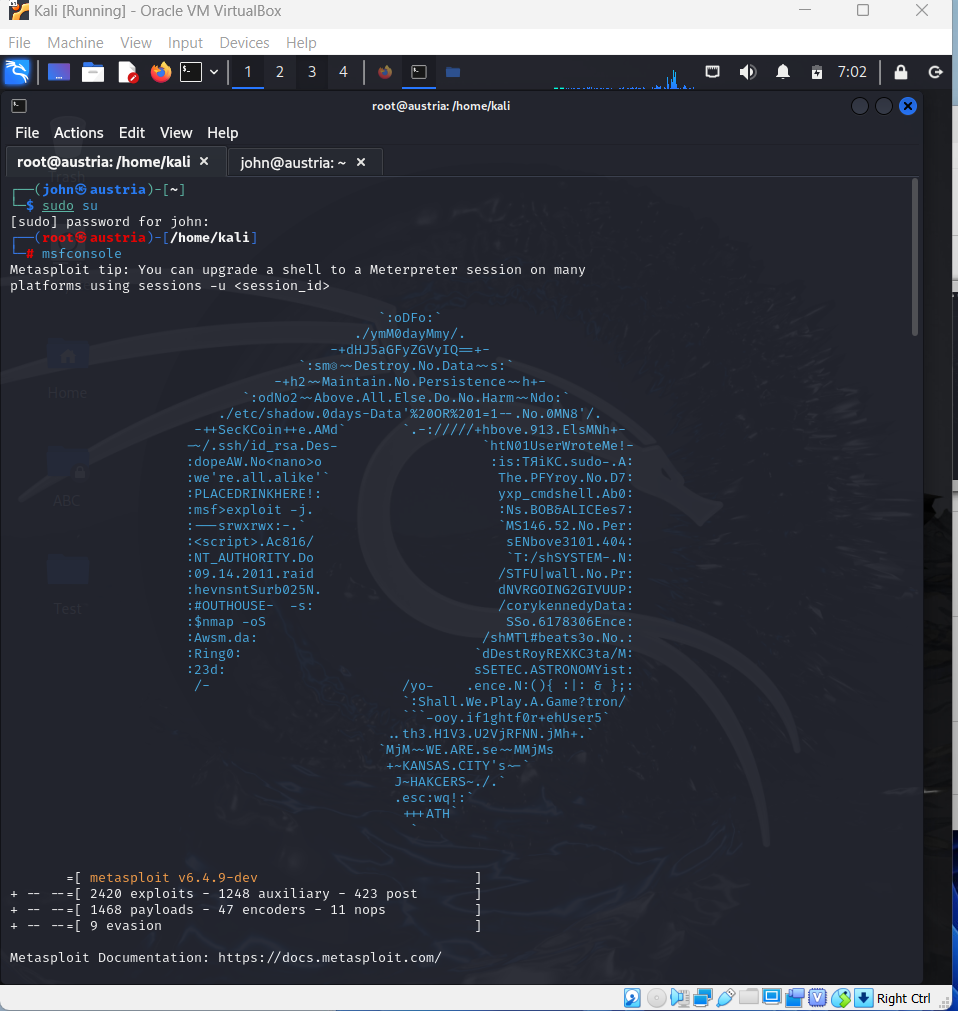 Kali [Running] - Oracle VM VirtualBox
File Machine View Input Devices Help
1 2 3 4 7:02
root@austria: /home/kali
File Actions Edit View Help
root@austria: /home/kali × john@austria: ~ ×
Trash
┌──(john㉿austria)-[~]
└─$ sudo su
[sudo] password for john:
┌──(root㉿austria)-[/home/kali]
└─# msfconsole
Metasploit tip: You can upgrade a shell to a Meterpreter session on many
platforms using sessions -u <session_id>
`:oDFo:`
./ymM0dayMmy/.
-+dHJ5aGFyZGVyIQ==+-
`:sm⏣~~Destroy.No.Data~~s:`
-+h2~~Maintain.No.Persistence~~h+-
`:odNo2~~Above.All.Else.Do.No.Harm~~Ndo:`
./etc/shadow.0days-Data'%20OR%201=1--.No.0MN8'/.
-++SecKCoin++e.AMd` `.-://///+hbove.913.ElsMNh+-
~~/.ssh/id_rsa.Des- `htN01UserWroteMe!-
:dopeAW.No<nano>o :is:TЯiKC.sudo-.A:
:we're.all.alike'` The.PFYroy.No.D7:
:PLACEDRINKHERE!: yxp_cmdshell.Ab0:
:msf>exploit -j. :Ns.BOB&ALICEes7:
:---srwxrwx:-.` `MS146.52.No.Per:
:<script>.Ac816/ sENbove3101.404:
:NT_AUTHORITY.Do `T:/shSYSTEM-.N:
:09.14.2011.raid /STFU|wall.No.Pr:
:hevnsntSurb025N. dNVRGOING2GIVUUP:
:#OUTHOUSE- -s: /corykennedyData:
:$nmap -oS SSo.6178306Ence:
:Awsm.da: /shMTl#beats3o.No.:
:Ring0: `dDestRoyREXKC3ta/M:
:23d: sSETEC.ASTRONOMYist:
/- /yo- .ence.N:(){ :|: & };:
`:Shall.We.Play.A.Game?tron/
```-ooy.if1ghtf0r+ehUser5`
..th3.H1V3.U2VjRFNN.jMh+.`
`MjM~~WE.ARE.se~~MMjMs
+~KANSAS.CITY's~-`
J~HAKCERS~./.`
.esc:wq!:`
+++ATH`
`
Home
ABC
Test
=[ metasploit v6.4.9-dev ]
+ -- --=[ 2420 exploits - 1248 auxiliary - 423 post ]
+ -- --=[ 1468 payloads - 47 encoders - 11 nops ]
+ -- --=[ 9 evasion ]
Metasploit Documentation: https://docs.metasploit.com/
Right Ctrl